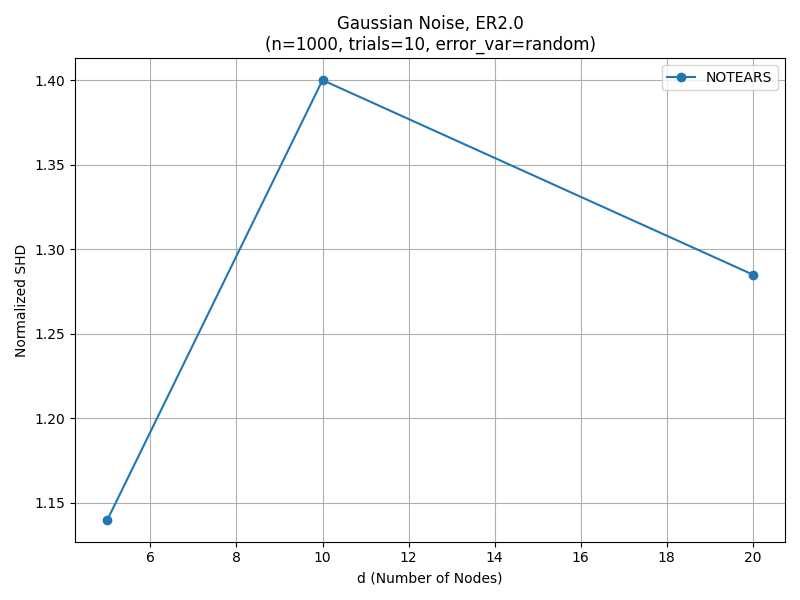 Gaussian Noise, ER2.0
(n=1000, trials=10, error_var=random)
NOTEARS
1.40
1.35
1.30
1.25
1.20
1.15
Normalized SHD
6 8 10 12 14 16 18 20
d (Number of Nodes)